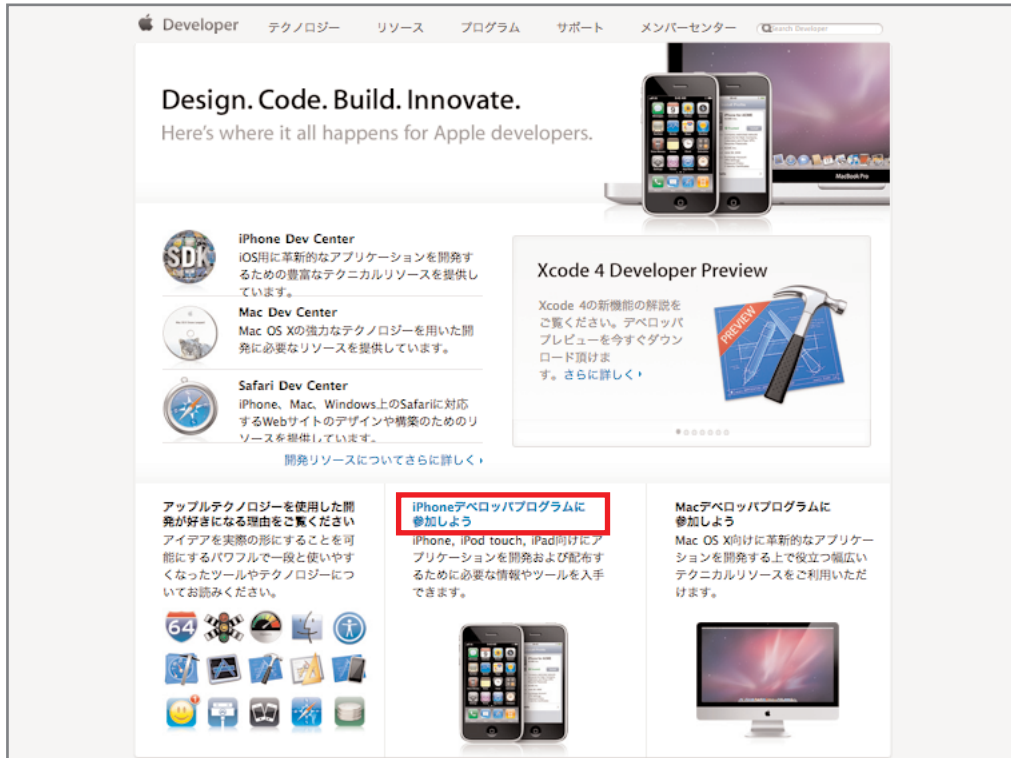 Developer
テクノロジー
リソース
プログラム
サポート
メンバーセンター
Search Developer
Design. Code. Build. Innovate.
Here's where it all happens for Apple developers.
MacBook Pro
SDK
iPhone Dev Center
iOS用に革新的なアプリケーションを開発す
るための豊富なテクニカルリソースを提供し
ています。
Mac Dev Center
Mac OS Xの強力なテクノロジーを用いた開
発に必要なリソースを提供しています。
Safari Dev Center
iPhone、Mac、Windows上のSafariに対応
するWebサイトのデザインや構築のためのリ
ソースを提供しています。
開発リソースについてさらに詳しく
Xcode 4 Developer Preview
Xcode 4の新機能の解説を
ご覧ください。デベロッパ
プレビューを今すぐダウン
ロード頂けま
す。さらに詳しく
PREVIEW
アップルテクノロジーを使用した開
発が好きになる理由をご覧ください
アイデアを実際の形にすることを可
能にするパワフルで一段と使いやす
くなったツールやテクノロジーにつ
いてお読みください。
64
1
iPhoneデベロッパプログラムに
参加しよう
iPhone, iPod touch, iPad向けにア
プリケーションを開発および配布す
るために必要な情報やツールを入手
できます。
Macデベロッパプログラムに
参加しよう
Mac OS X向けに革新的なアプリケー
ションを開発する上で役立つ幅広い
テクニカルリソースをご利用いただ
けます。